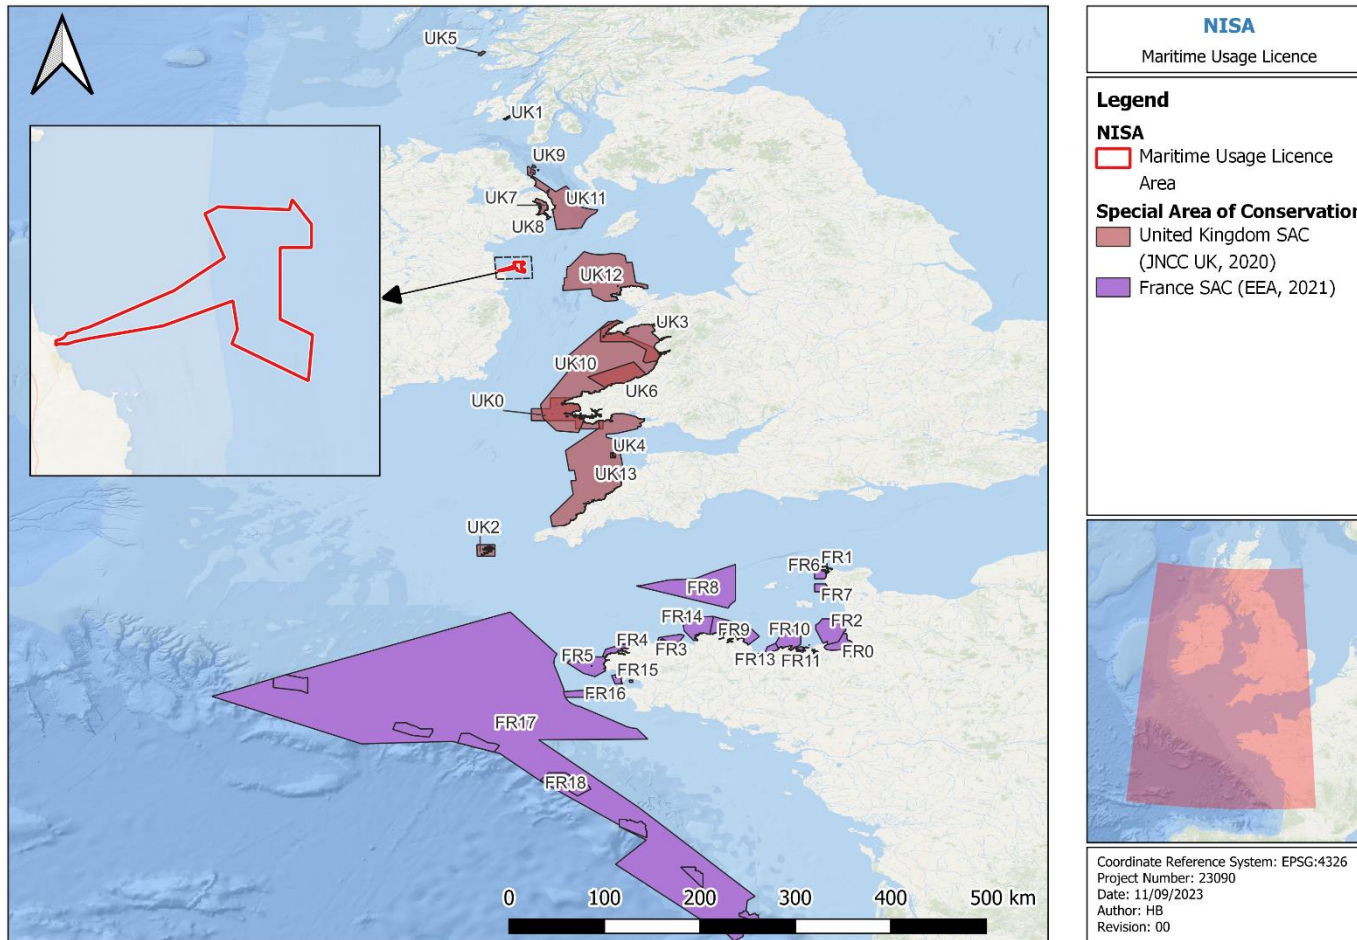 UK5
UK1
UK9
UK7
UK11
UK8
UK12
UK3
UK10
UK6
UK0
UK4
UK13
UK2
FR1
FR6
FR8
FR7
FR14
FR2
FR9
FR10
FR4
FR3
FR0
FR5
FR13
FR11
FR15
FR16
FR17
FR18
0 100 200 300 400 500 km
NISA
Maritime Usage Licence
Legend
NISA
Maritime Usage Licence
Area
Special Area of Conservation
United Kingdom SAC
(JNCC UK, 2020)
France SAC (EEA, 2021)
Coordinate Reference System: EPSG:4326
Project Number: 23090
Date: 11/09/2023
Author: HB
Revision: 00